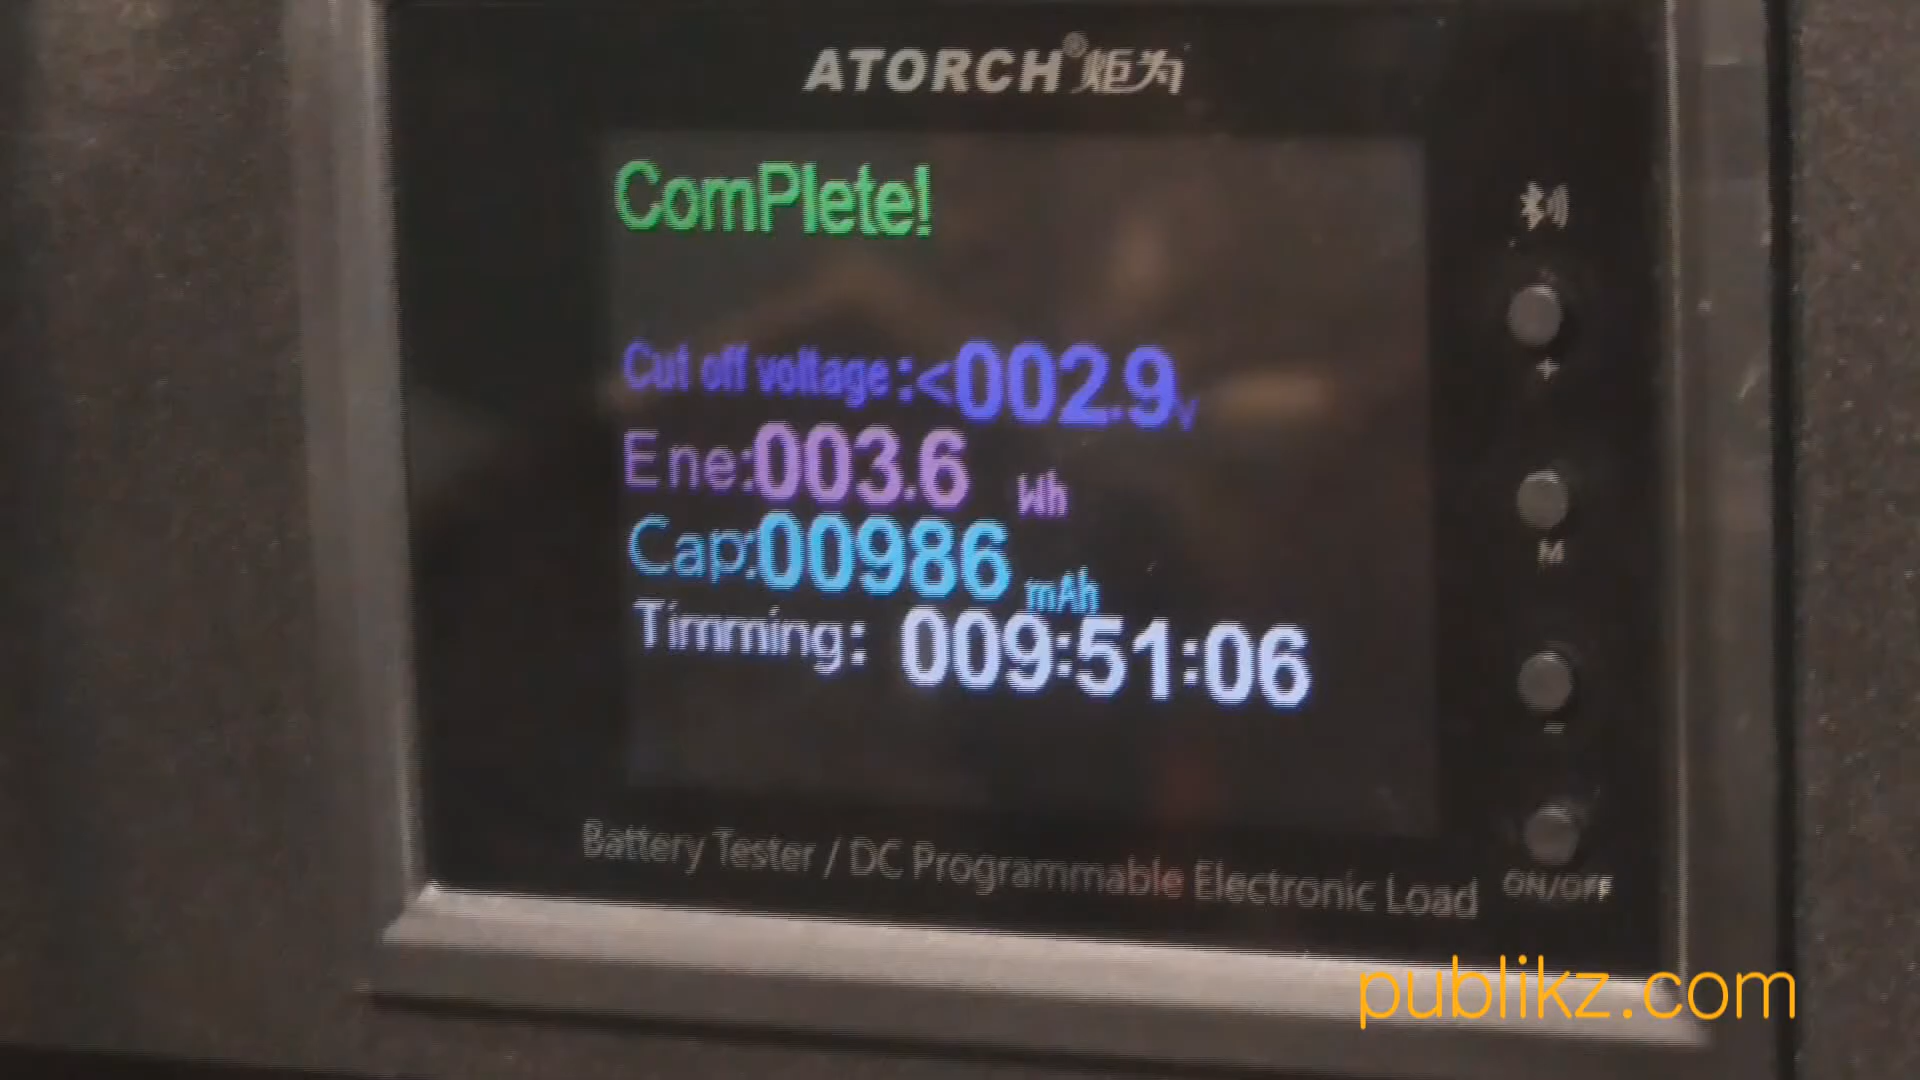 ATORCH®炬为
ComPlete!
Cut off voltage:<002.9v
Ene:003.6 Wh
Cap:00986 mAh
Timming: 009:51:06
+
M
-
ON/OFF
Battery Tester / DC Programmable Electronic Load
publikz.com